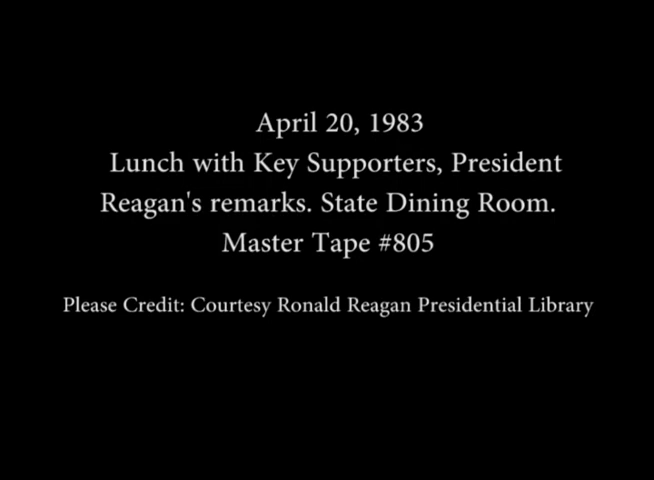 April 20, 1983
Lunch with Key Supporters, President
Reagan's remarks. State Dining Room.
Master Tape #805
Please Credit: Courtesy Ronald Reagan Presidential Library